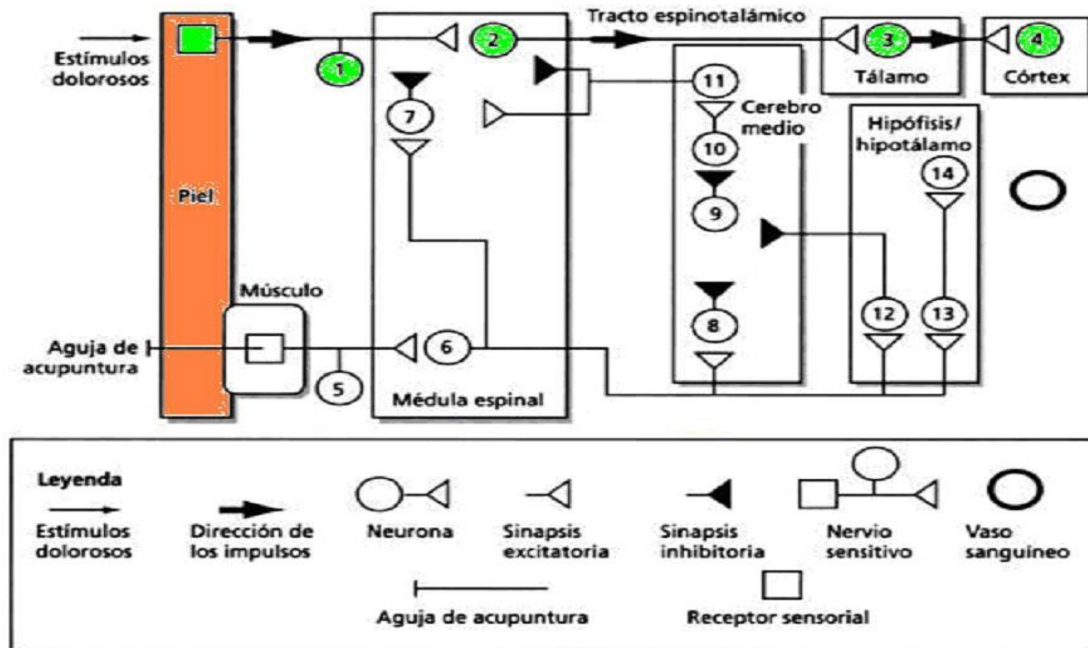 Tracto espinotalámico
Estímulos
dolorosos
1
2
3
Tálamo
4
Córtex
Piel
7
11
Cerebro
medio
10
9
8
Hipófisis/
hipotálamo
14
12
13
Músculo
Aguja de
acupuntura
5
6
Médula espinal
Leyenda
Estímulos
dolorosos
Dirección de
los impulsos
Neurona
Sinapsis
excitatoria
Sinapsis
inhibitoria
Nervio
sensitivo
Vaso
sanguíneo
Aguja de acupuntura
Receptor sensorial